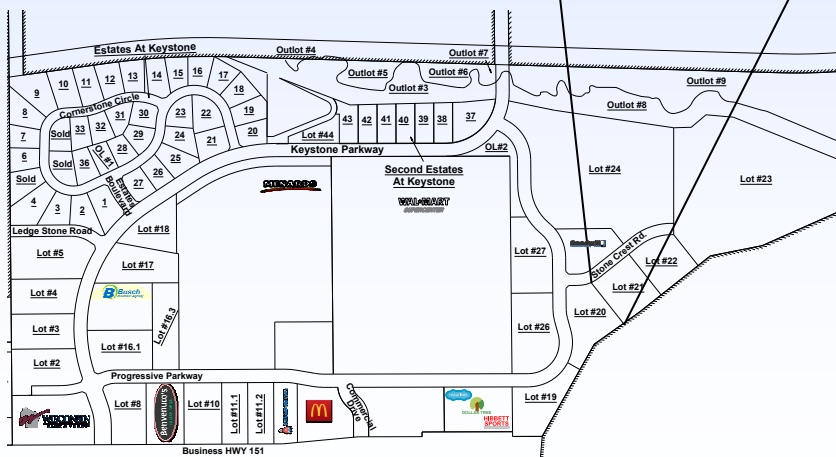 Estates At Keystone
Outlot #4
Outlot #7
Outlot #5
Outlot #6
Outlot #3
Outlot #9
Outlot #8
9
10
11
12
13
14
15
16
17
18
19
20
8
7
6
Sold
4
3
2
1
Cornerstone Circle
Sold
33
32
31
30
29
28
OL #1
Sold
36
27
26
25
24
23
22
21
Estates
Boulevard
Lot #44
43
42
41
40
39
38
37
Keystone Parkway
OL#2
Second Estates
At Keystone
MENARDS
WAL★MART
SUPERCENTER
Lot #24
Lot #23
Ledge Stone Road
Lot #18
Lot #5
Lot #17
Lot #4
Busch
Lot #16.3
Lot #3
Lot #16.1
Lot #2
Lot #27
Lot #26
Stone Crest Rd.
Lot #22
Lot #21
Lot #20
Lot #19
Progressive Parkway
WISCONSIN
Lot #8
Benvenuto's
Lot #10
Lot #11.1
Lot #11.2
Commercial
Drive
DOLLAR TREE
HIBBETT
SPORTS
Business HWY 151